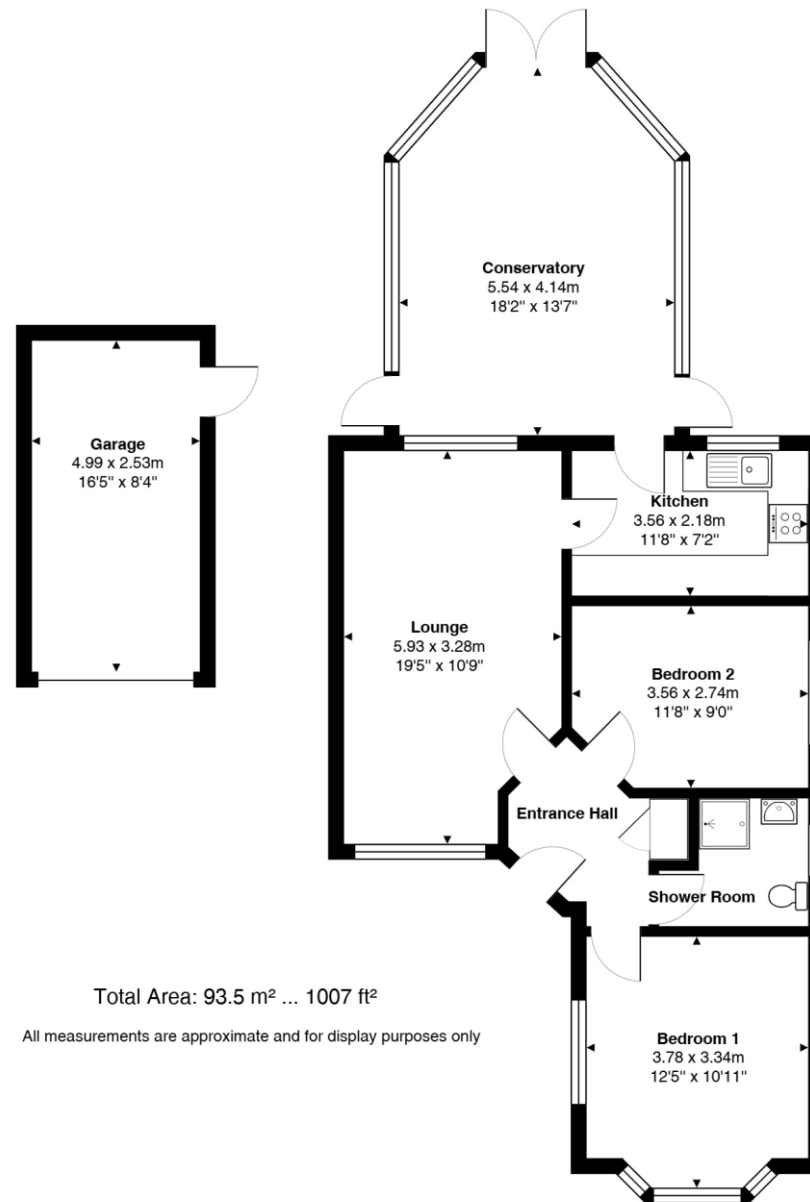 Conservatory
5.54 x 4.14m
18'2" x 13'7"
Garage
4.99 x 2.53m
16'5" x 8'4"
Kitchen
3.56 x 2.18m
11'8" x 7'2"
Lounge
5.93 x 3.28m
19'5" x 10'9"
Bedroom 2
3.56 x 2.74m
11'8" x 9'0"
Entrance Hall
Shower Room
Total Area: 93.5 m² ... 1007 ft²
All measurements are approximate and for display purposes only
Bedroom 1
3.78 x 3.34m
12'5" x 10'11"